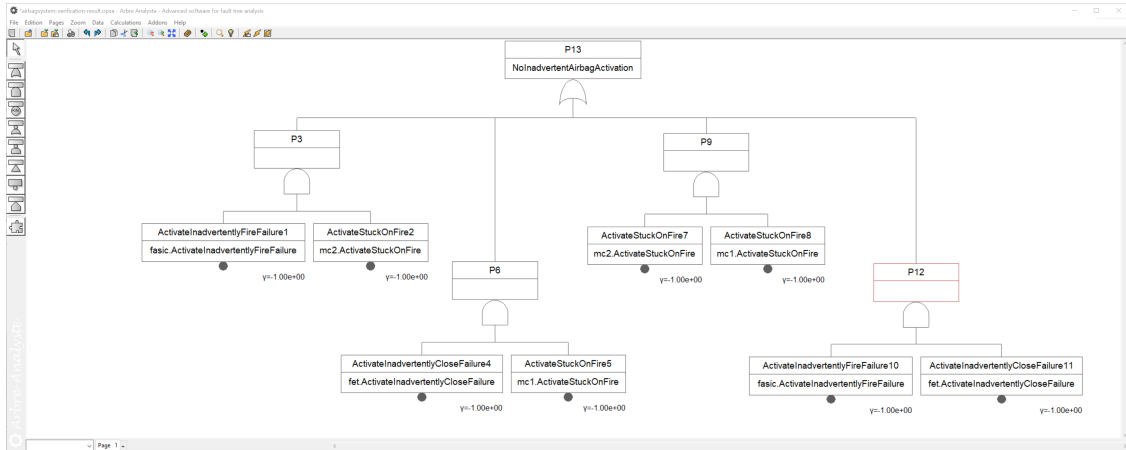 *airbagsystem-verification result.opsa - Arbre Analyste - Advanced software for fault tree analysis
File Edition Pages Zoom Data Calculations Addons Help
P13
NoInadvertentAirbagActivation
P3
P9
ActivateInadvertentlyFireFailure1
fasic.ActivateInadvertentlyFireFailure
γ=-1.00e+00
ActivateStuckOnFire2
mc2.ActivateStuckOnFire
γ=-1.00e+00
ActivateStuckOnFire7
mc2.ActivateStuckOnFire
γ=-1.00e+00
ActivateStuckOnFire8
mc1.ActivateStuckOnFire
γ=-1.00e+00
P6
P12
ActivateInadvertentlyCloseFailure4
fet.ActivateInadvertentlyCloseFailure
γ=-1.00e+00
ActivateStuckOnFire5
mc1.ActivateStuckOnFire
γ=-1.00e+00
ActivateInadvertentlyFireFailure10
fasic.ActivateInadvertentlyFireFailure
γ=-1.00e+00
ActivateInadvertentlyCloseFailure11
fet.ActivateInadvertentlyCloseFailure
γ=-1.00e+00
Arbre-Analyste
Page 1